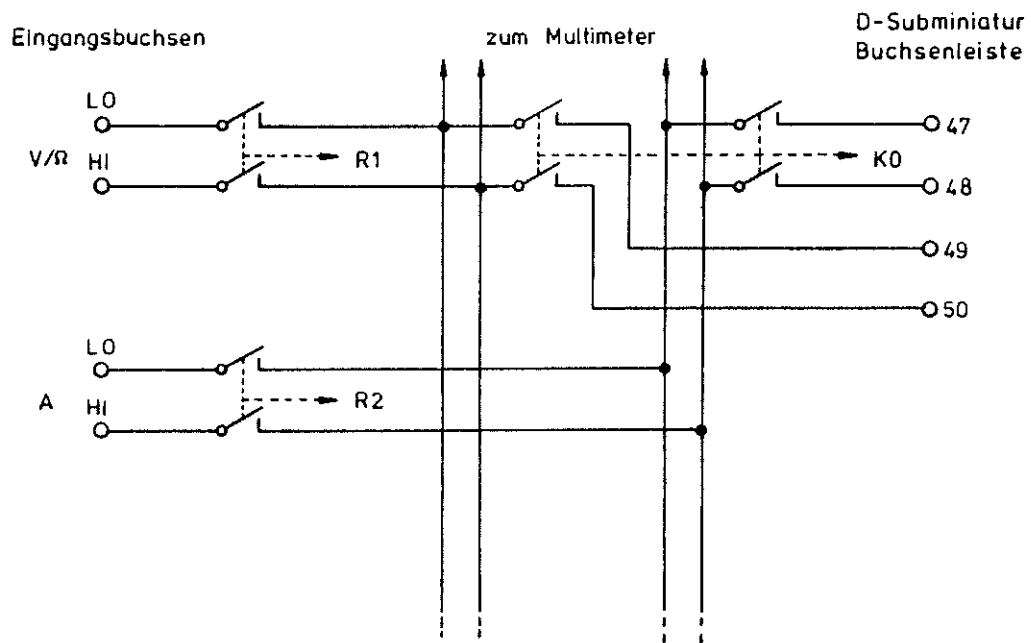 Eingangsbuchsen
zum Multimeter
D-Subminiatur
Buchsenleiste
LO
V/Ω
HI
R1
K0
47
48
49
50
LO
A
HI
R2